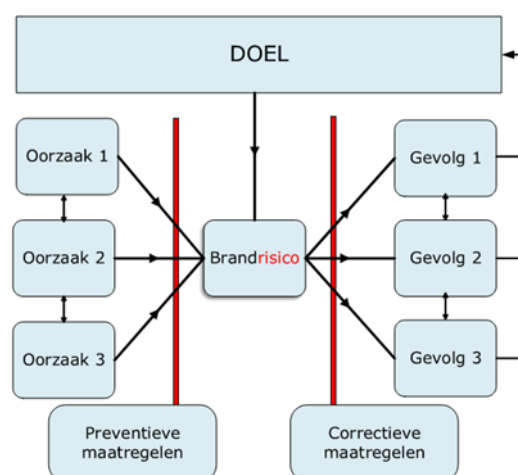 DOEL
Oorzaak 1
Gevolg 1
Oorzaak 2
Brandrisico
Gevolg 2
Oorzaak 3
Gevolg 3
Preventieve
maatregelen
Correctieve
maatregelen